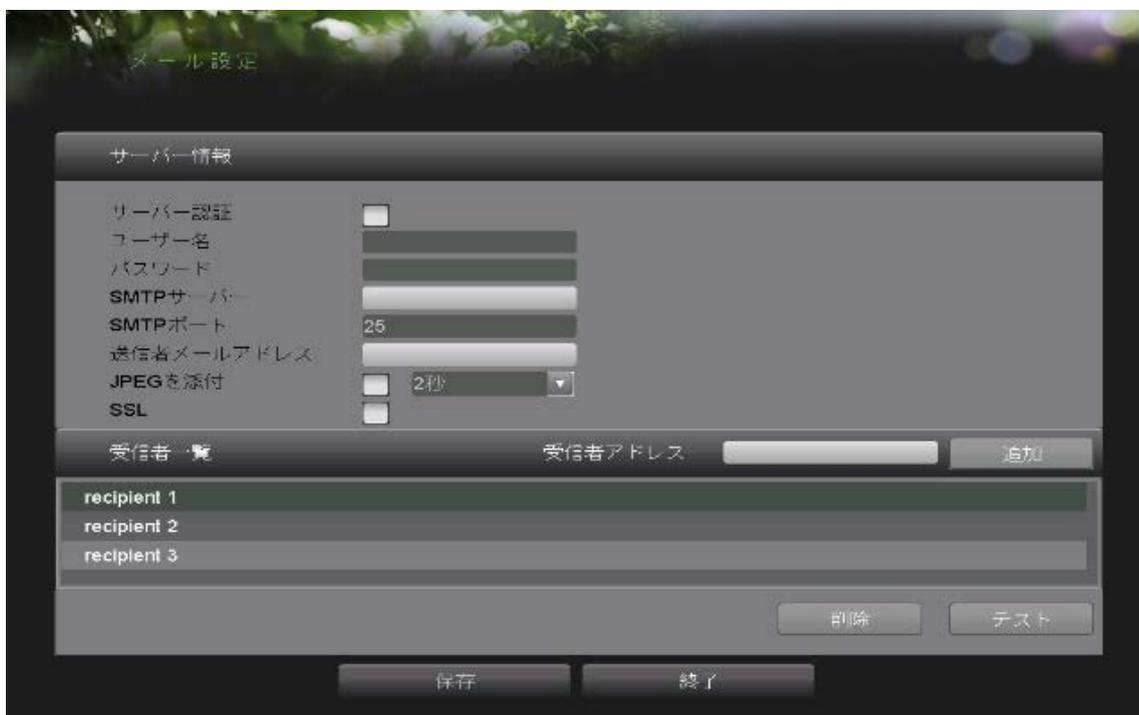 メール設定
サーバー情報
サーバー認証
ユーザー名
パスワード
SMTPサーバー
SMTPポート 25
送信者メールアドレス
JPEGを添付 2秒
SSL
受信者一覧 受信者アドレス 追加
recipient 1
recipient 2
recipient 3
削除 テスト
保存 終了